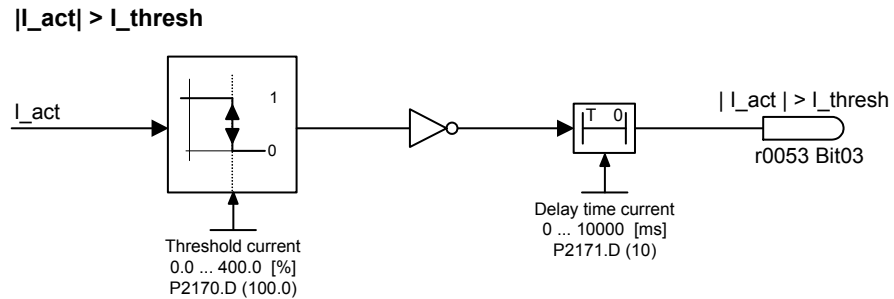 |I_act| > I_thresh
I_act
1
0
T 0
| I_act | > I_thresh
r0053 Bit03
Threshold current
0.0 ... 400.0 [%]
P2170.D (100.0)
Delay time current
0 ... 10000 [ms]
P2171.D (10)